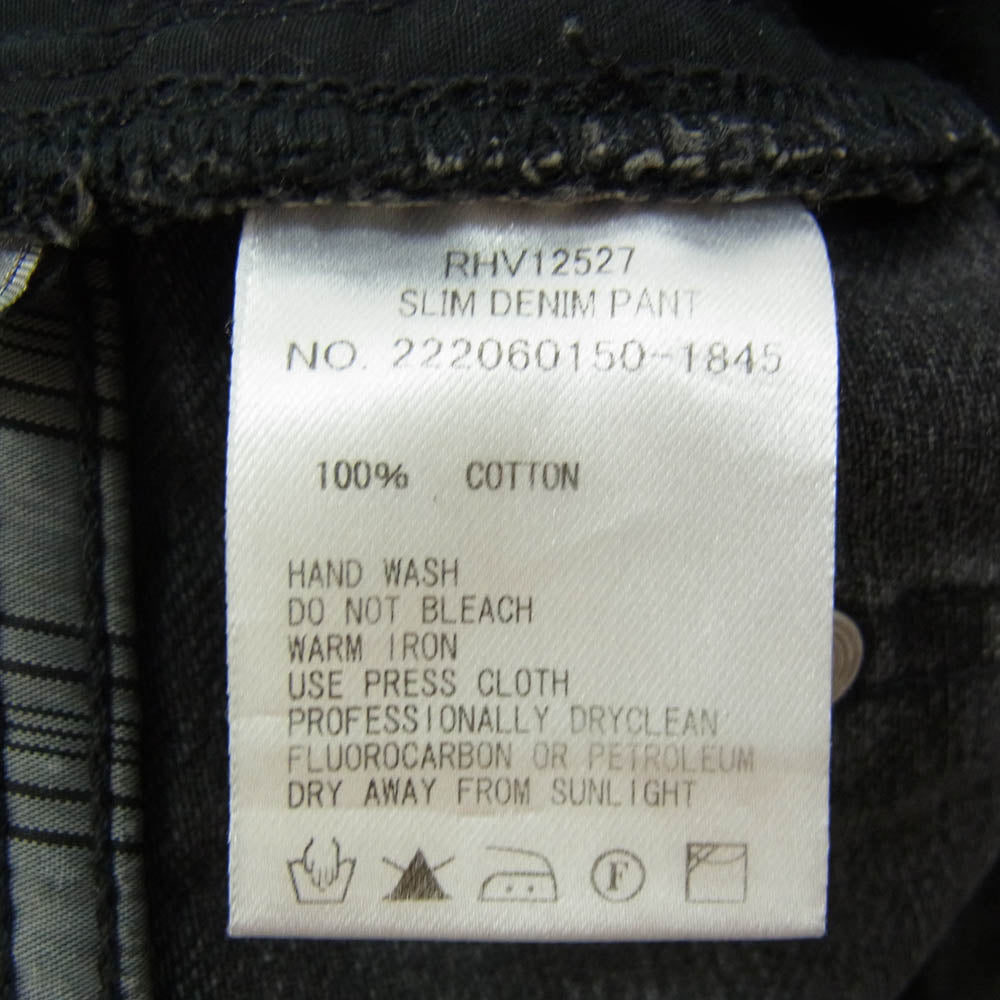 RHV12527
SLIM DENIM PANT
NO. 222060150-1845
100% COTTON
HAND WASH
DO NOT BLEACH
WARM IRON
USE PRESS CLOTH
PROFESSIONALLY DRYCLEAN
FLUOROCARBON OR PETROLEUM
DRY AWAY FROM SUNLIGHT
F